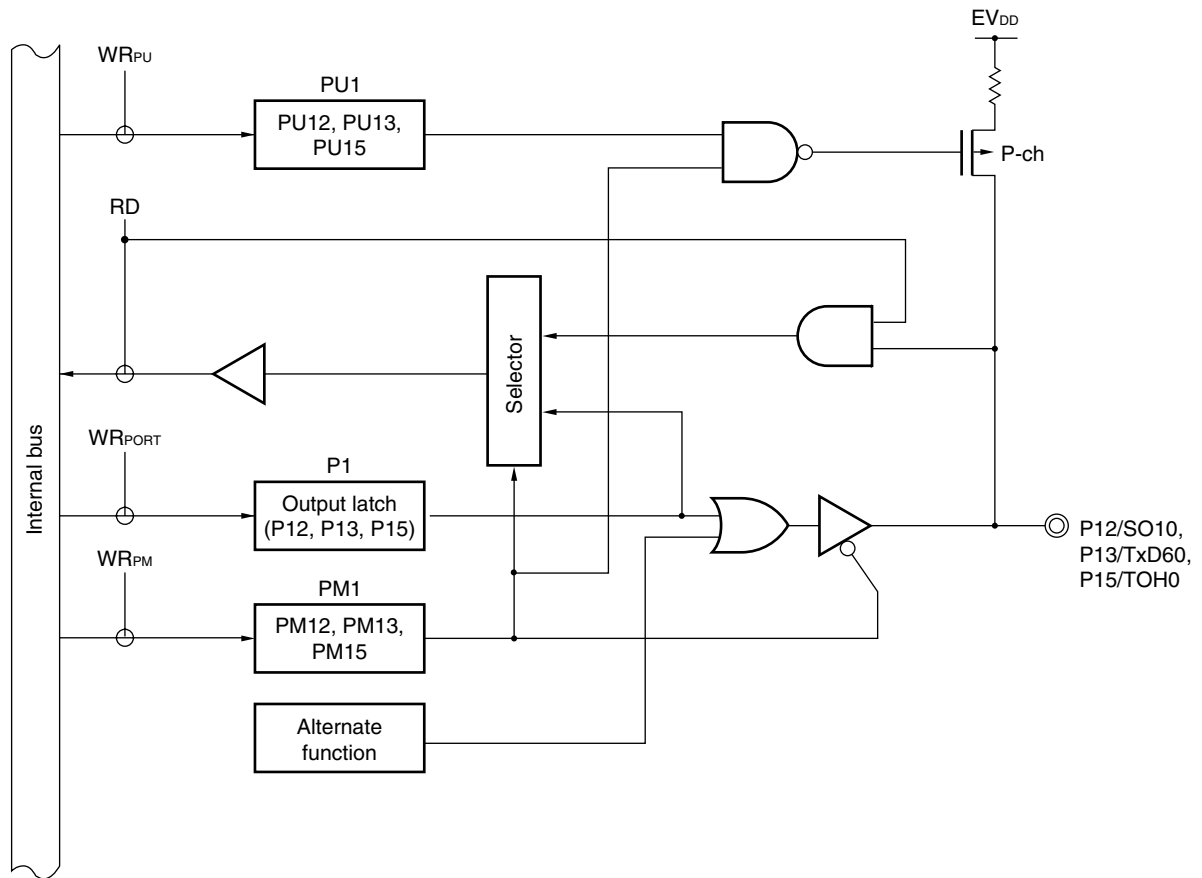 EVDD
WRPU
PU1
PU12, PU13,
PU15
P-ch
RD
Selector
Internal bus
WRPORT
P1
Output latch
(P12, P13, P15)
P12/SO10,
P13/TxD60,
P15/TOH0
WRPM
PM1
PM12, PM13,
PM15
Alternate
function